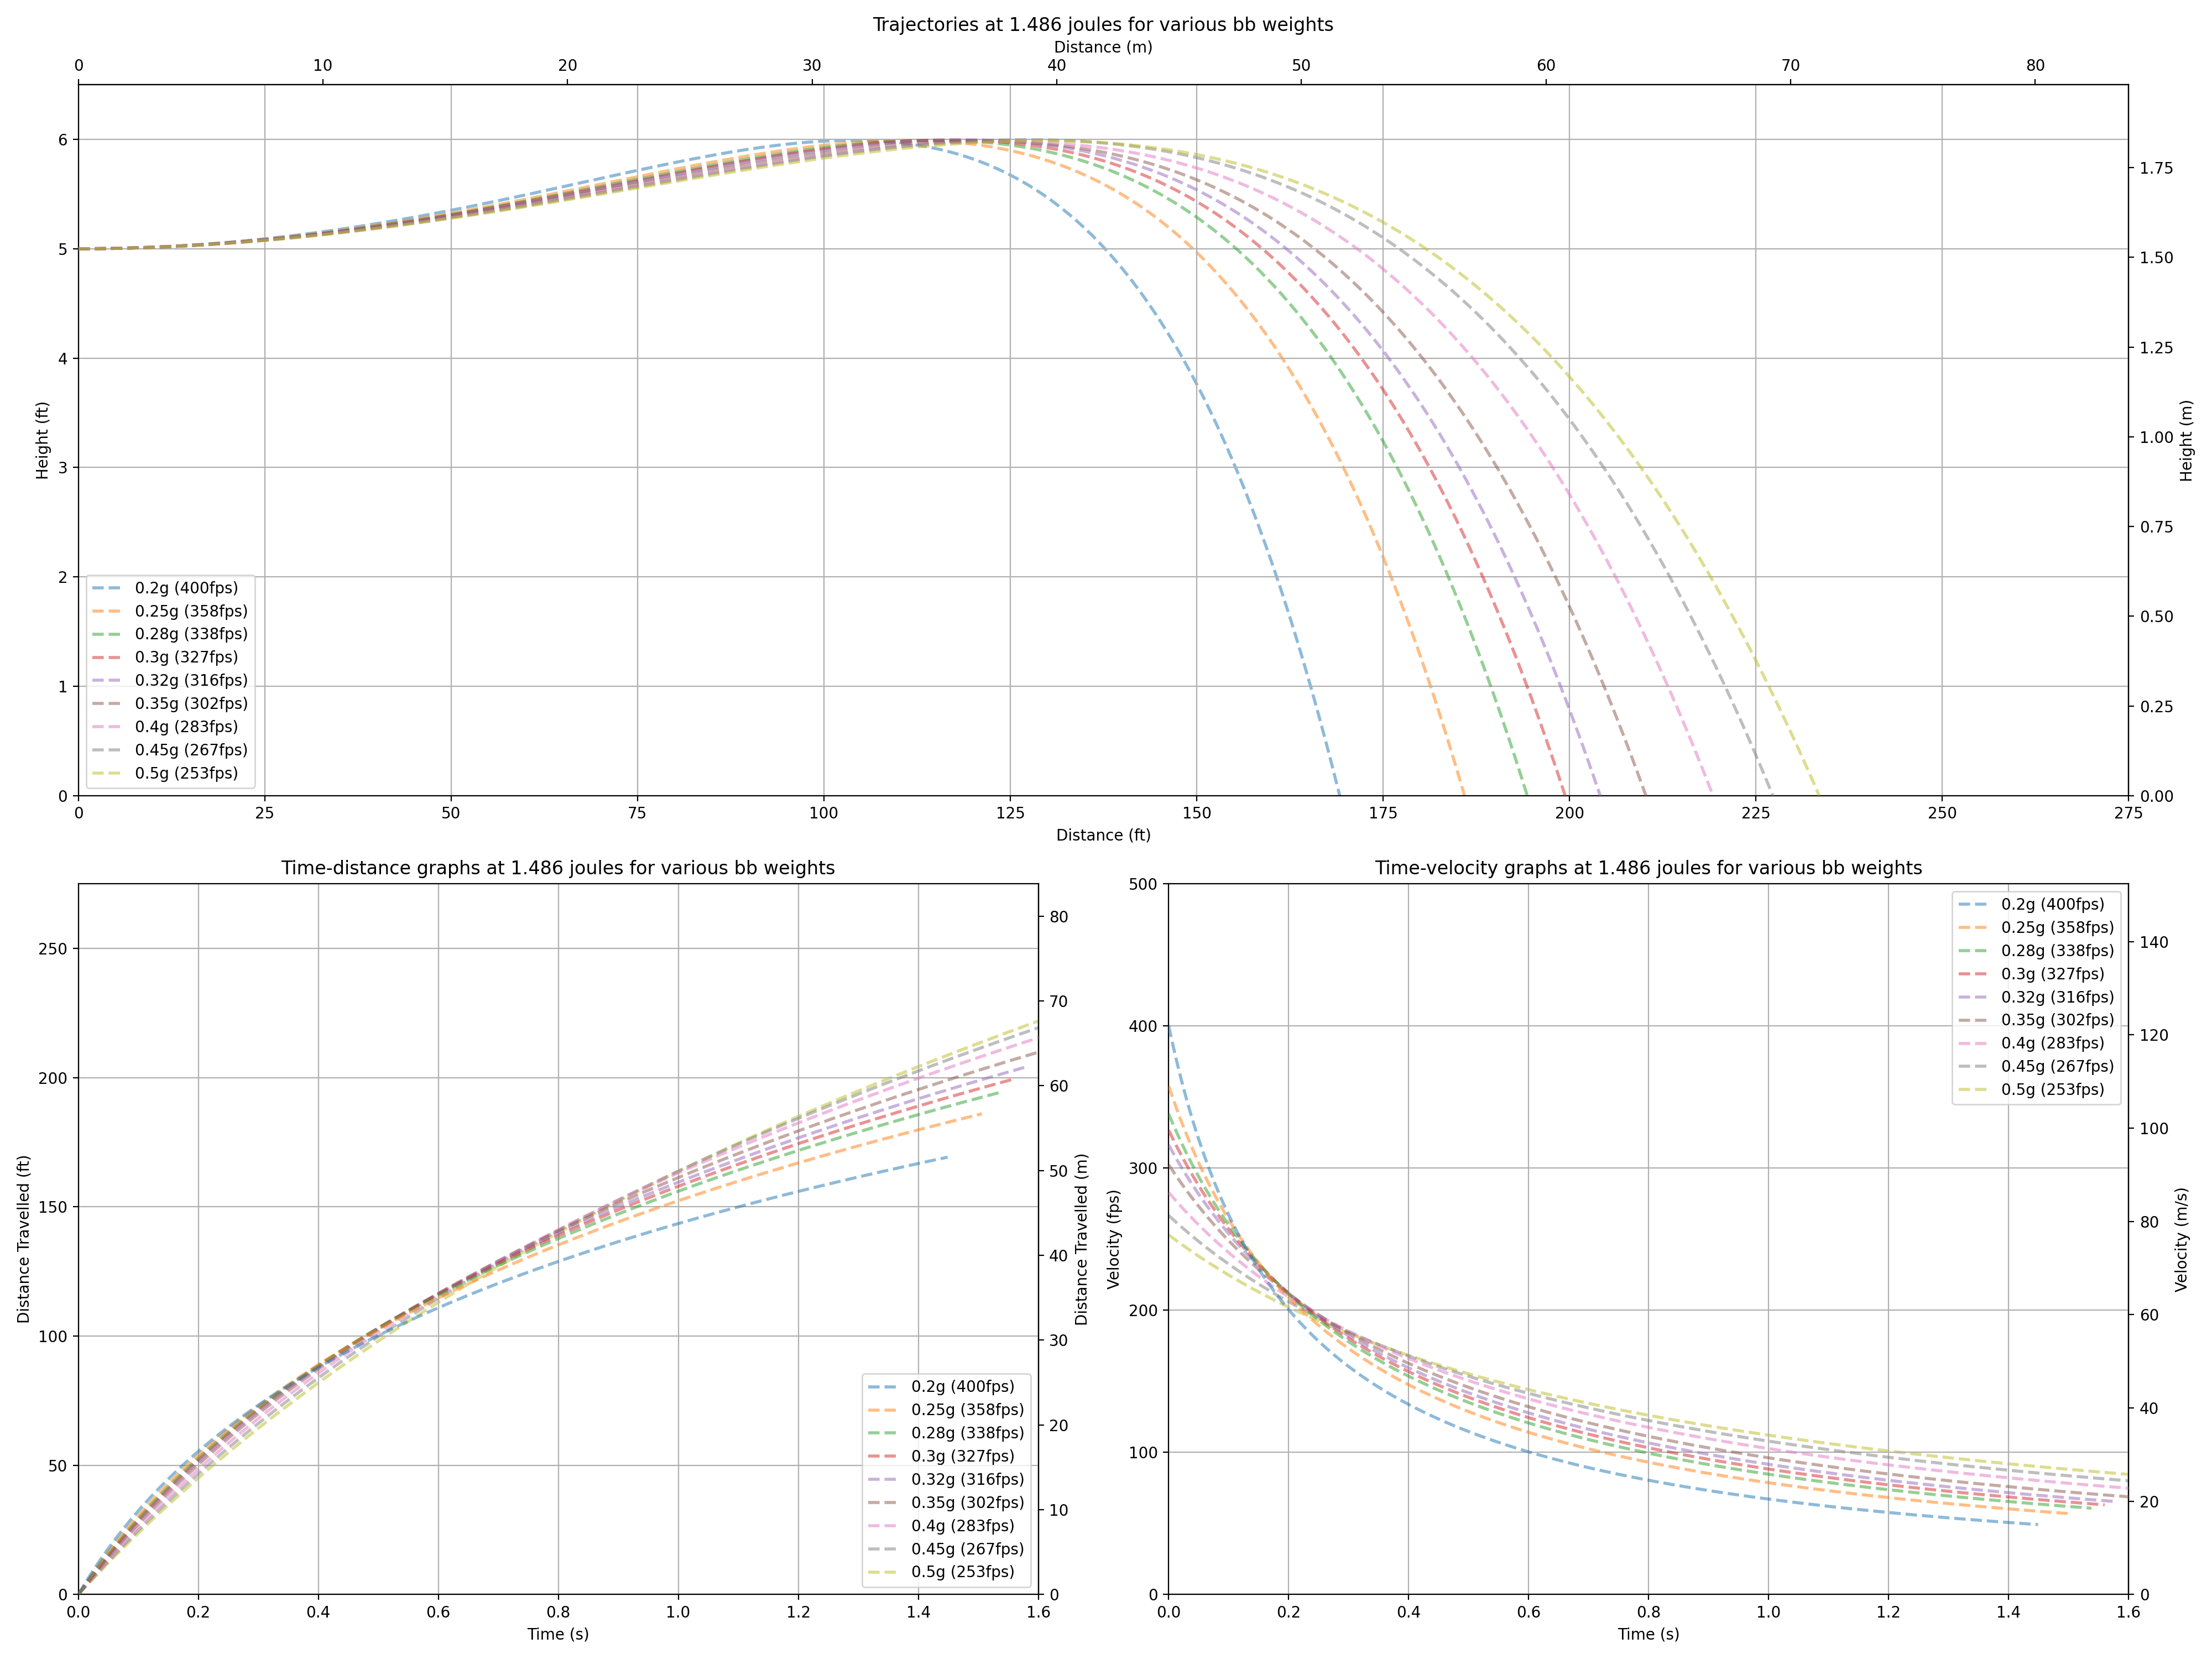 Trajectories at 1.486 joules for various bb weights
Distance (m)
0 10 20 30 40 50 60 70 80
6
5
4
3
2
1
0
Height (ft)
1.75
1.50
1.25
1.00
0.75
0.50
0.25
0.00
Height (m)
0.2g (400fps)
0.25g (358fps)
0.28g (338fps)
0.3g (327fps)
0.32g (316fps)
0.35g (302fps)
0.4g (283fps)
0.45g (267fps)
0.5g (253fps)
0 25 50 75 100 125 150 175 200 225 250 275
Distance (ft)
Time-distance graphs at 1.486 joules for various bb weights
250
200
150
100
50
0
Distance Travelled (ft)
80
70
60
50
40
30
20
10
0
Distance Travelled (m)
0.2g (400fps)
0.25g (358fps)
0.28g (338fps)
0.3g (327fps)
0.32g (316fps)
0.35g (302fps)
0.4g (283fps)
0.45g (267fps)
0.5g (253fps)
0.0 0.2 0.4 0.6 0.8 1.0 1.2 1.4 1.6
Time (s)
Time-velocity graphs at 1.486 joules for various bb weights
500
400
300
200
100
0
Velocity (fps)
140
120
100
80
60
40
20
0
Velocity (m/s)
0.2g (400fps)
0.25g (358fps)
0.28g (338fps)
0.3g (327fps)
0.32g (316fps)
0.35g (302fps)
0.4g (283fps)
0.45g (267fps)
0.5g (253fps)
0.0 0.2 0.4 0.6 0.8 1.0 1.2 1.4 1.6
Time (s)